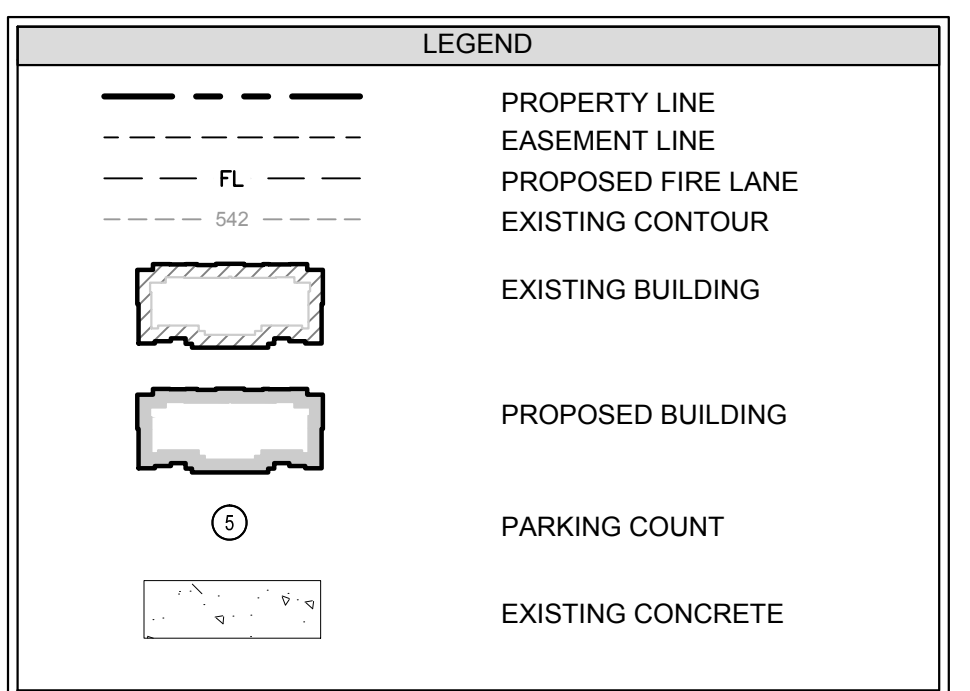 LEGEND
PROPERTY LINE
EASEMENT LINE
FL PROPOSED FIRE LANE
542 EXISTING CONTOUR
EXISTING BUILDING
PROPOSED BUILDING
5 PARKING COUNT
EXISTING CONCRETE